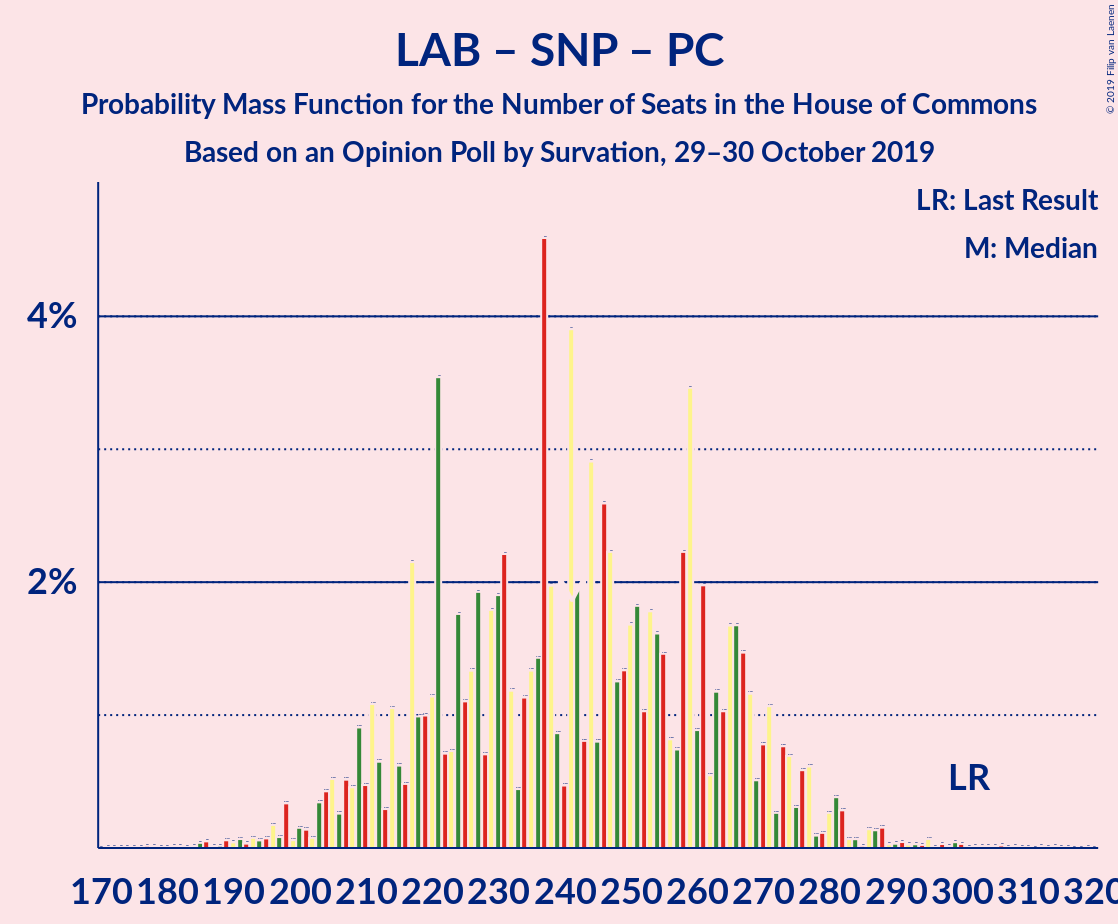 LAB – SNP – PC
Probability Mass Function for the Number of Seats in the House of Commons
Based on an Opinion Poll by Survation, 29–30 October 2019
© 2019 Filip van Laenen
LR: Last Result
M: Median
4%
2%
LR
170 180 190 200 210 220 230 240 250 260 270 280 290 300 310 320